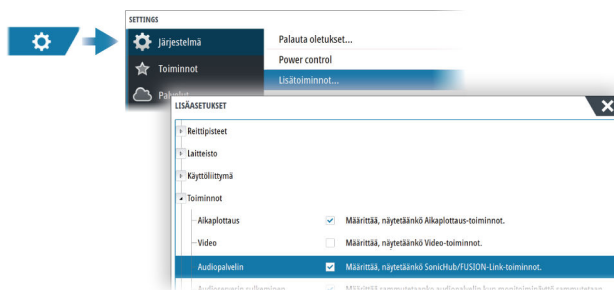 SETTINGS
Järjestelmä
Palauta oletukset...
Power control
Toiminnot
Lisätoiminnot...
Palvelut
LISÄASETUKSET
Reittipisteet
Laitteisto
Käyttöliittymä
Toiminnot
Aikaplottaus Määrittää, näytetäänkö Aikaplottaus-toiminnot.
Video Määrittää, näytetäänkö Video-toiminnot.
Audiopalvelin Määrittää, näytetäänkö SonicHub/FUSION-Link-toiminnot.